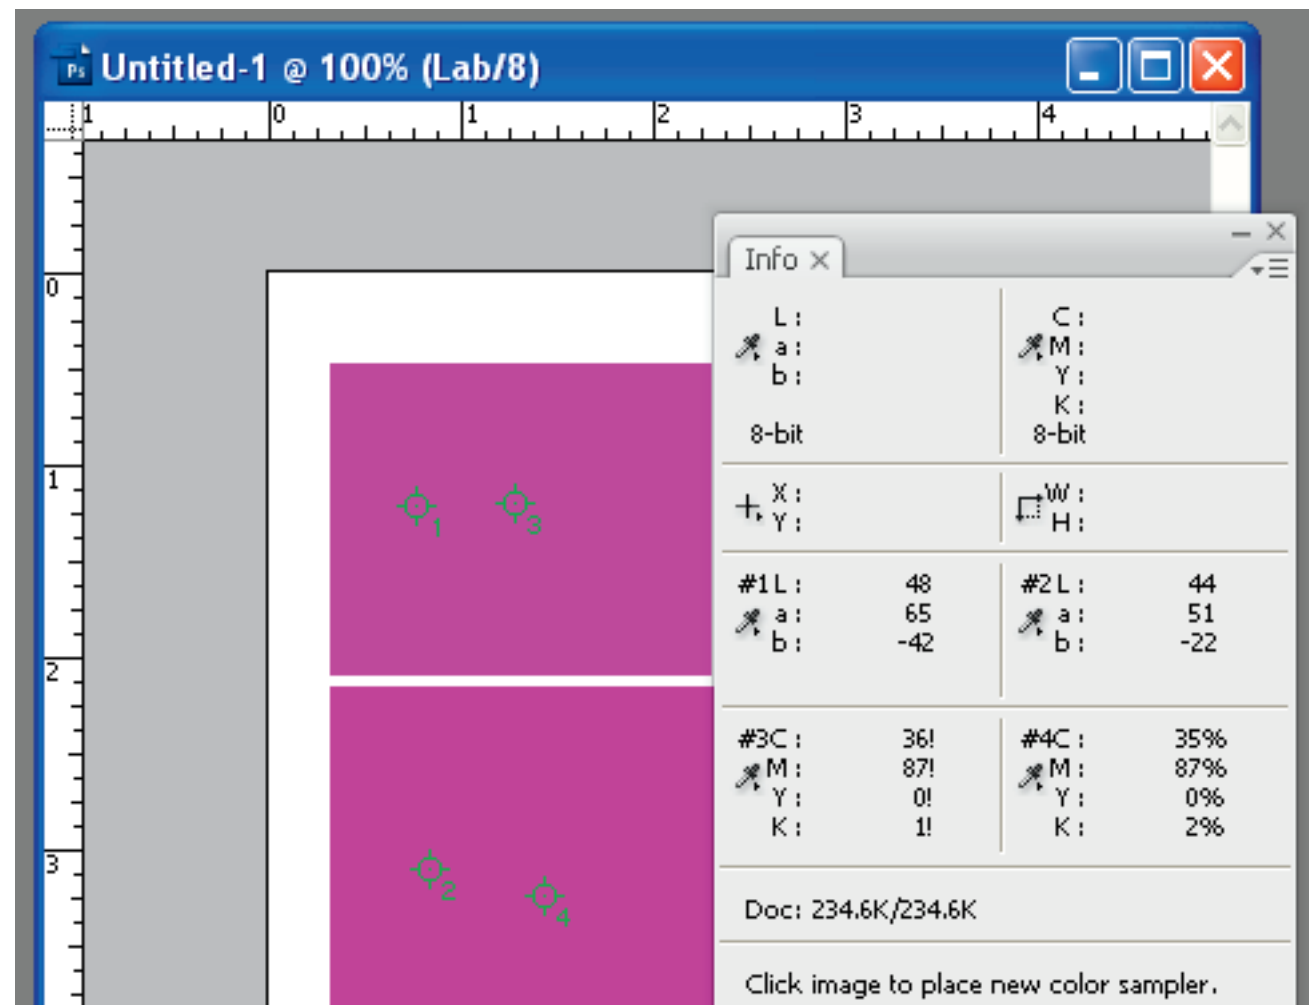 Ps Untitled-1 @ 100% (Lab/8)
1 0 1 2 3 4
0
1
2
3
1 3
2 4
Info
L : C :
a : M :
b : Y :
K :
8-bit 8-bit
X : W :
Y : H :
#1 L : 48 #2 L : 44
a : 65 a : 51
b : -42 b : -22
#3C : 36! #4C : 35%
M : 87! M : 87%
Y : 0! Y : 0%
K : 1! K : 2%
Doc: 234.6K/234.6K
Click image to place new color sampler.